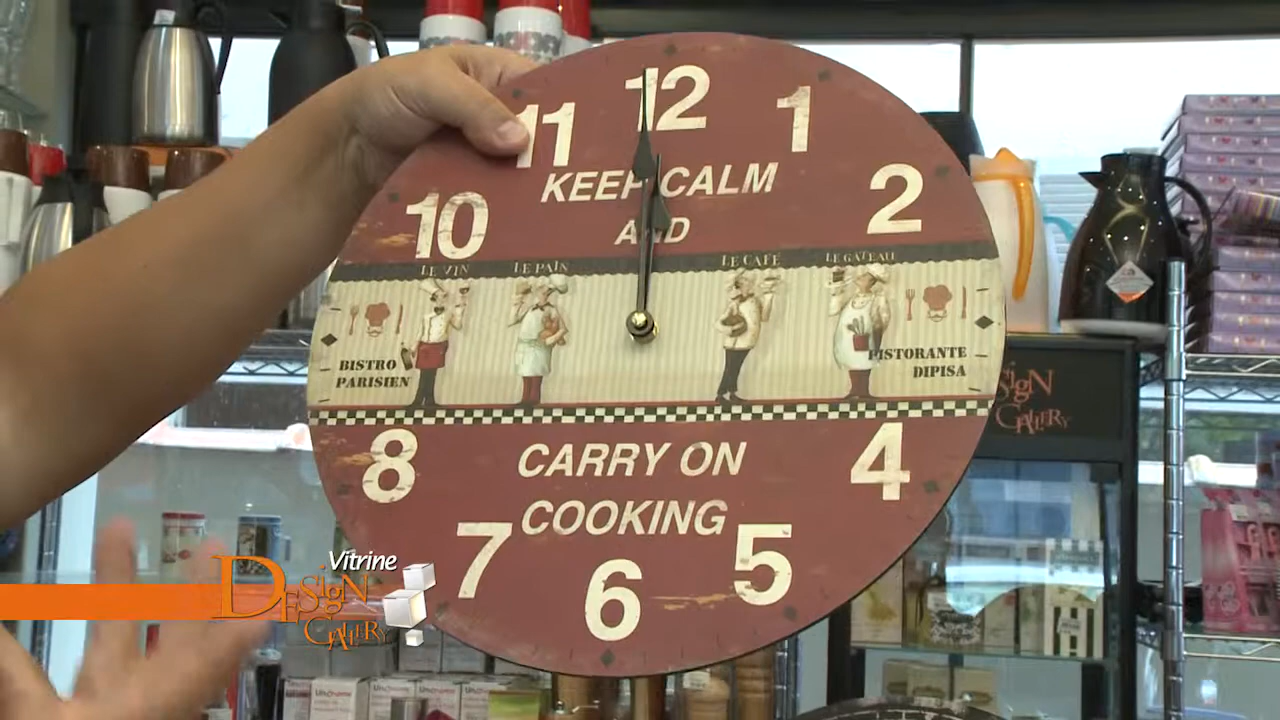 11 12 1
KEEP CALM
10 2
AND
LE VIN LE PAIN LE CAFÉ LE GATEAU
BISTRO
PARISIEN
RISTORANTE
DIPISA
8 4
CARRY ON
COOKING
7 5
6
Vitrine
DESIGN
GALLERY
DESIGN
GALLERY